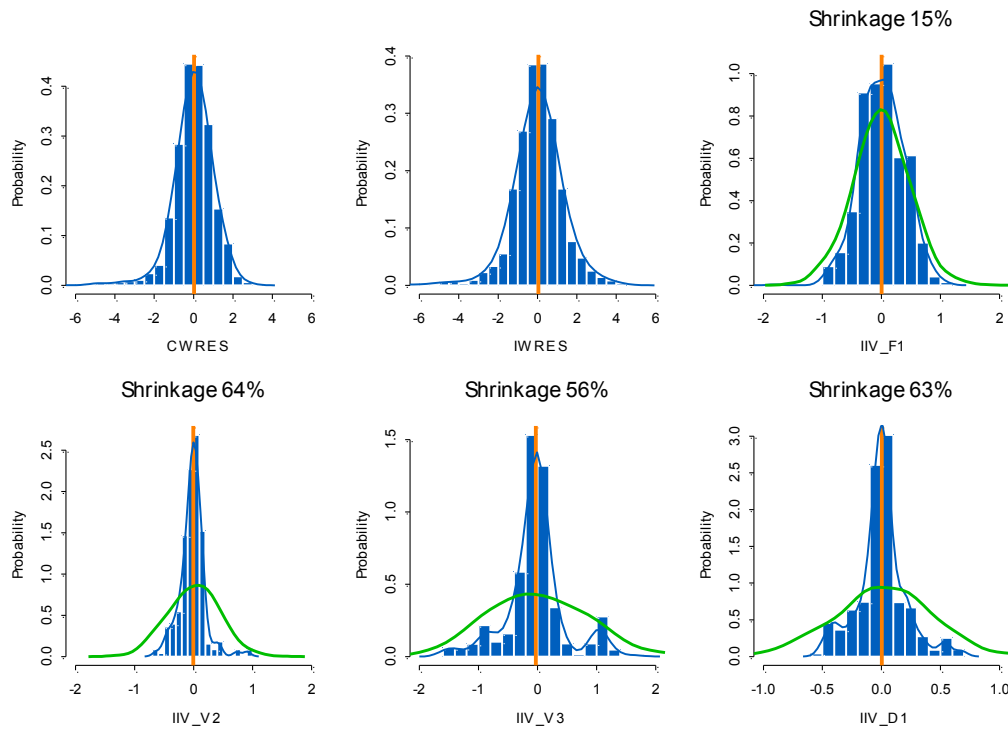 Shrinkage 15%
Probability
0.0 0.1 0.2 0.3 0.4
-6 -4 -2 0 2 4 6
CWRES
Probability
0.0 0.1 0.2 0.3 0.4
-6 -4 -2 0 2 4 6
IWRES
Probability
0.0 0.2 0.4 0.6 0.8 1.0
-2 -1 0 1 2
IIV_F1
Shrinkage 64%
Probability
0.0 0.5 1.0 1.5 2.0 2.5
-2 -1 0 1 2
IIV_V2
Shrinkage 56%
Probability
0.0 0.5 1.0 1.5
-2 -1 0 1 2
IIV_V3
Shrinkage 63%
Probability
0.0 0.5 1.0 1.5 2.0 2.5 3.0
-1.0 -0.5 0.0 0.5 1.0
IIV_D1